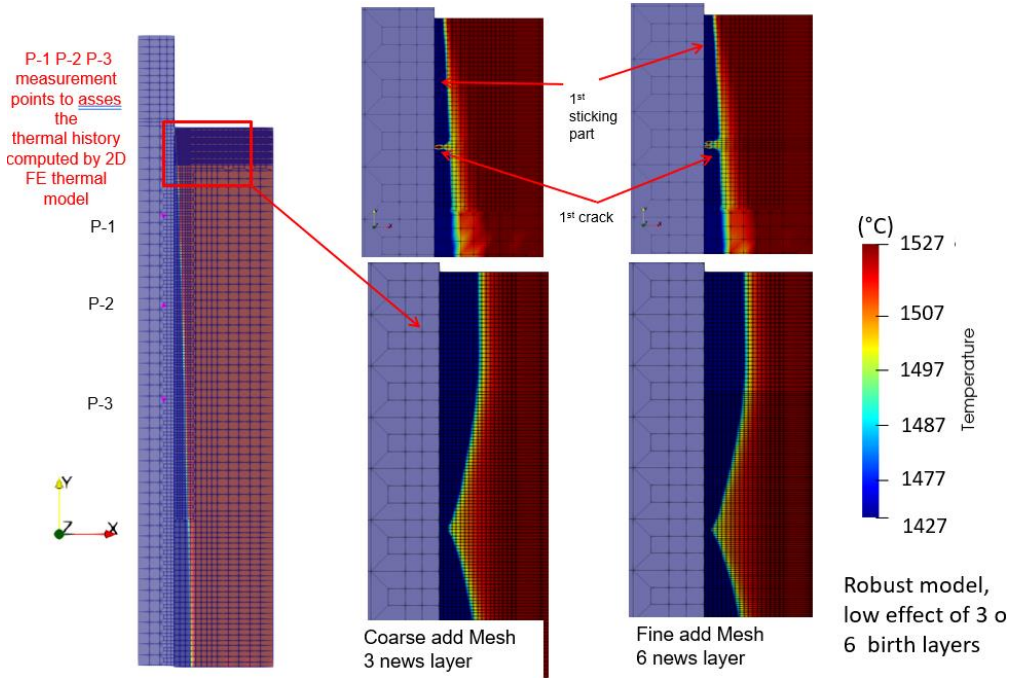 P-1 P-2 P-3
measurement
points to asses
the
thermal history
computed by 2D
FE thermal
model
P-1
P-2
P-3
Y
Z
X
1st
sticking
part
1st crack
Coarse add Mesh
3 news layer
Fine add Mesh
6 news layer
(°C)
1527
1507
1497
1487
1477
1427
Temperature
Robust model,
low effect of 3 o
6 birth layers